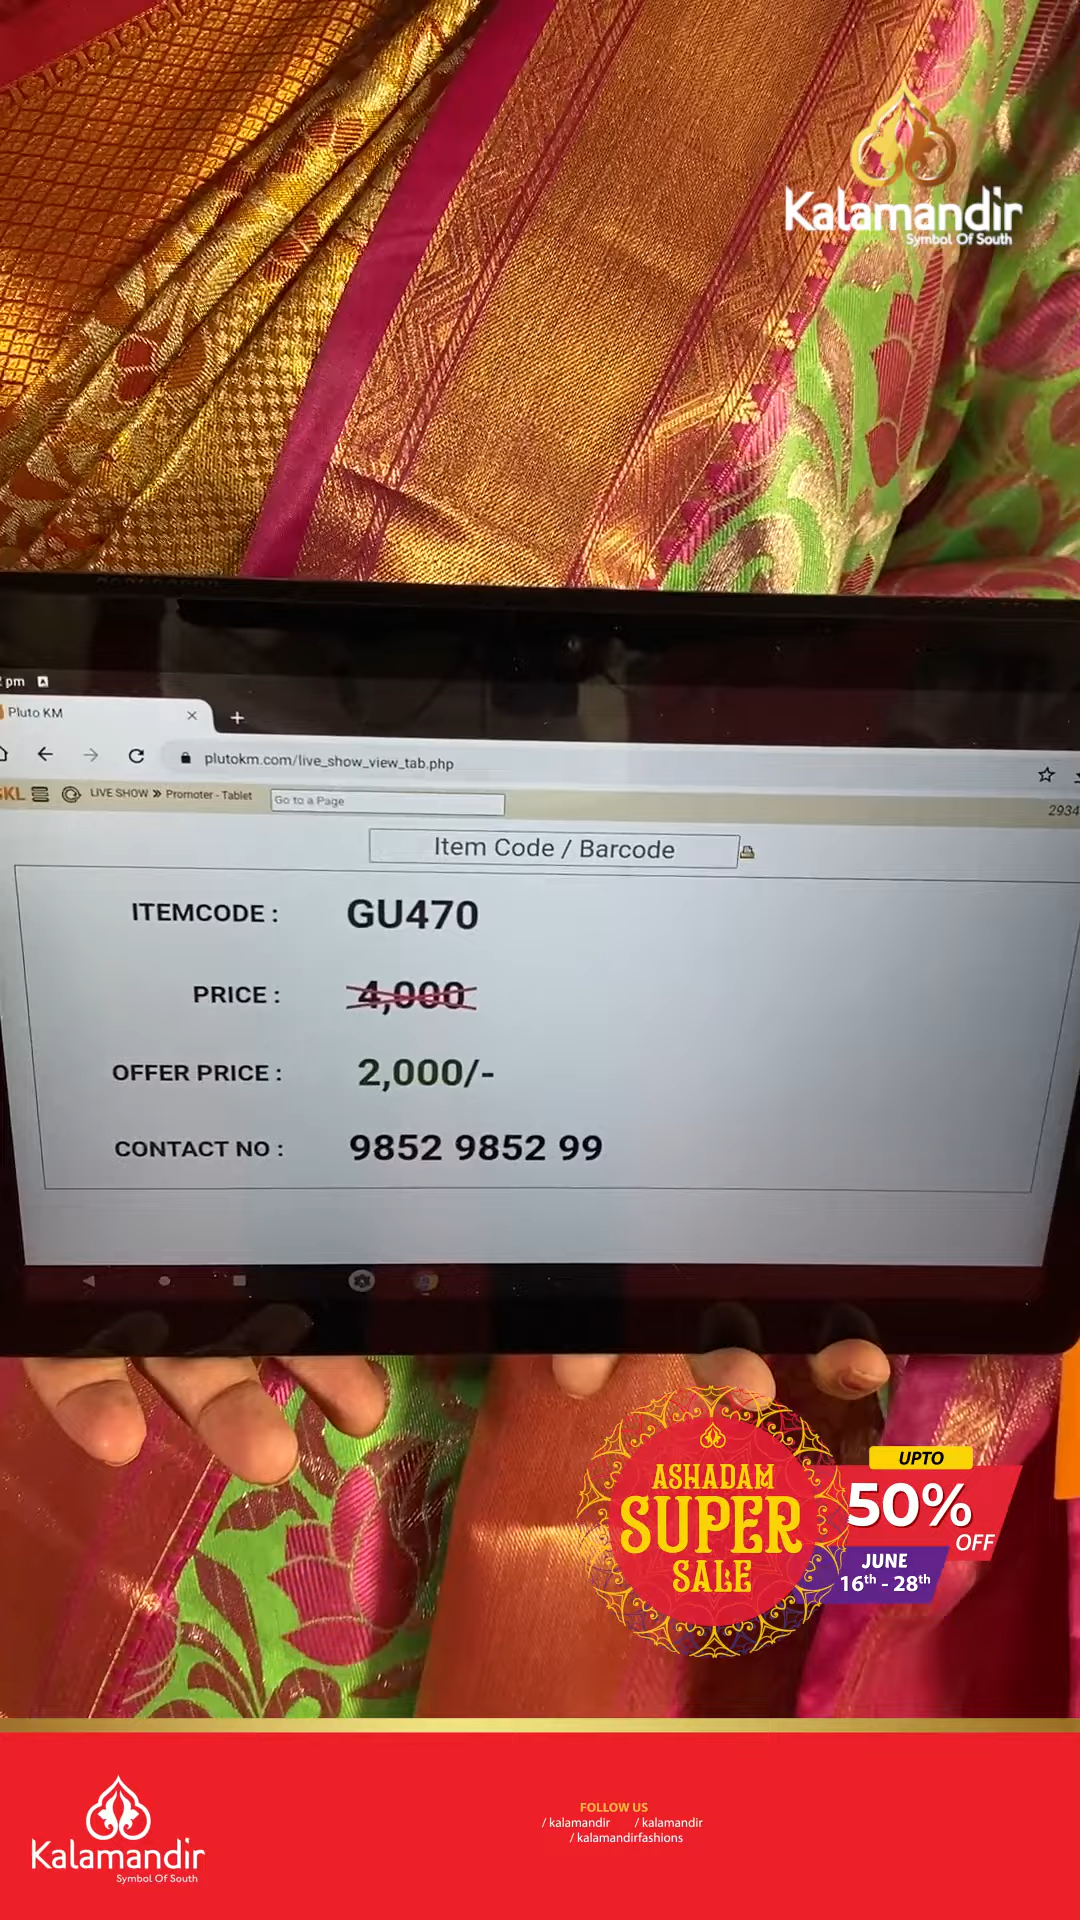 Kalamandir
Symbol Of South
pm
Pluto KM
plutokm.com/live_show_view_tab.php
LIVE SHOW » Promoter - Tablet
Go to a Page
2934
Item Code / Barcode
ITEMCODE : GU470
PRICE : 4,000
OFFER PRICE : 2,000/-
CONTACT NO : 9852 9852 99
ASHADAM
SUPER
SALE
UPTO
50%
OFF
JUNE
16th - 28th
Kalamandir
Symbol Of South
FOLLOW US
/ kalamandir / kalamandir
/ kalamandirfashions